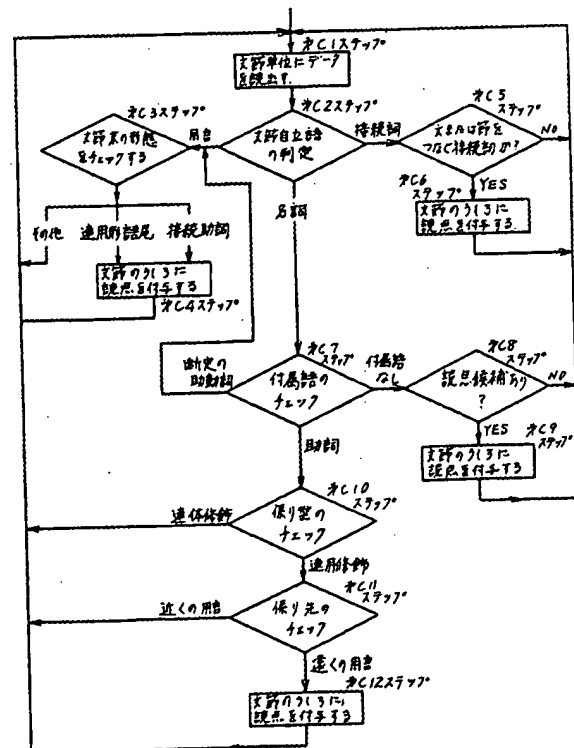 才C1ステップ
文節単位にデータ
を読出す.
才C2ステップ
文節自立語
の判定
用言
接続詞
名詞
才C3ステップ
文節末の形態
をチェックする
その他 連用形語尾 接続助詞
文節のうしろに
読点を付与する
才C4ステップ
才C5
ステップ
文または節を
つなぐ接続詞か?
NO
YES
才C6
ステップ
文節のうしろに
読点を付与する
断定の
助動詞
才C7
ステップ
付属語の
チェック
付属語
なし
助詞
才C8
ステップ
読点候補あり
?
NO
YES
才C9
ステップ
文節のうしろに
読点を付与する
才C10
ステップ
係り型の
チェック
連体修飾
連用修飾
才C11
ステップ
係り先の
チェック
近くの用言
遠くの用言
才C12ステップ
文節のうしろに,
読点を付与する